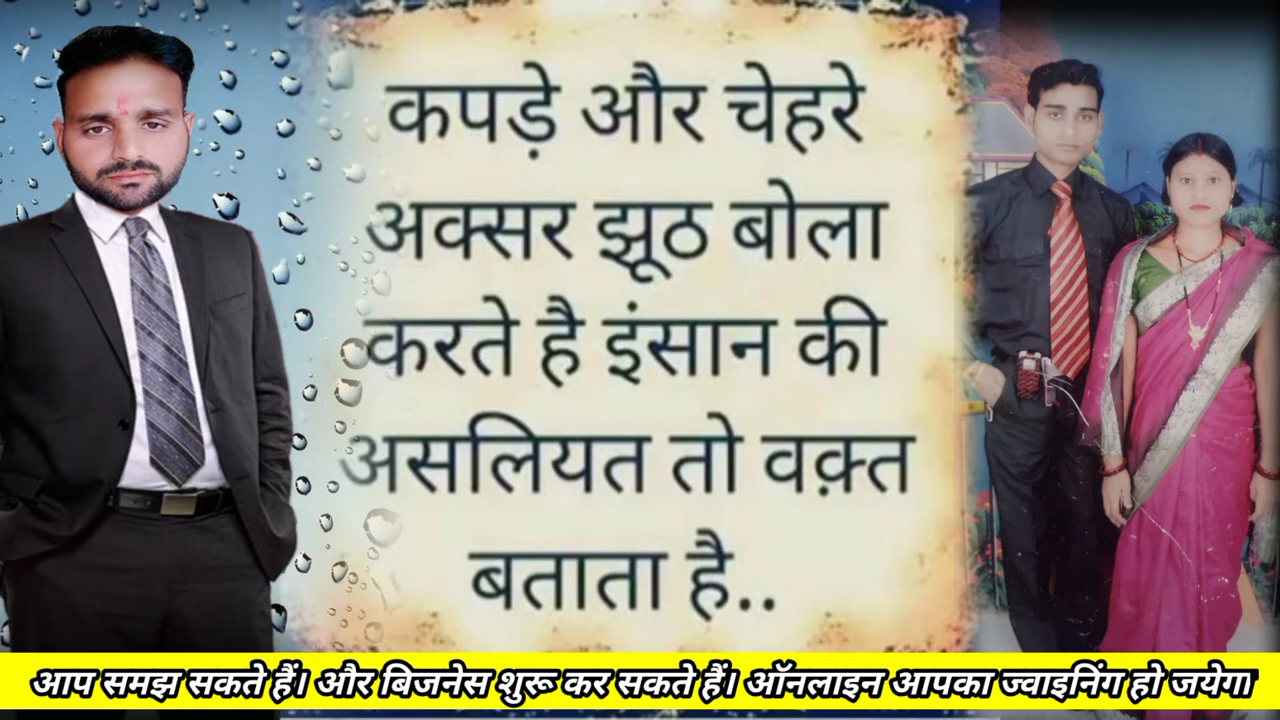 कपड़े और चेहरे
अक्सर झूठ बोला
करते है इंसान की
असलियत तो वक़्त
बताता है..
आप समझ सकते हैं। और बिजनेस शुरू कर सकते हैं। ऑनलाइन आपका ज्वाइनिंग हो जयेगा